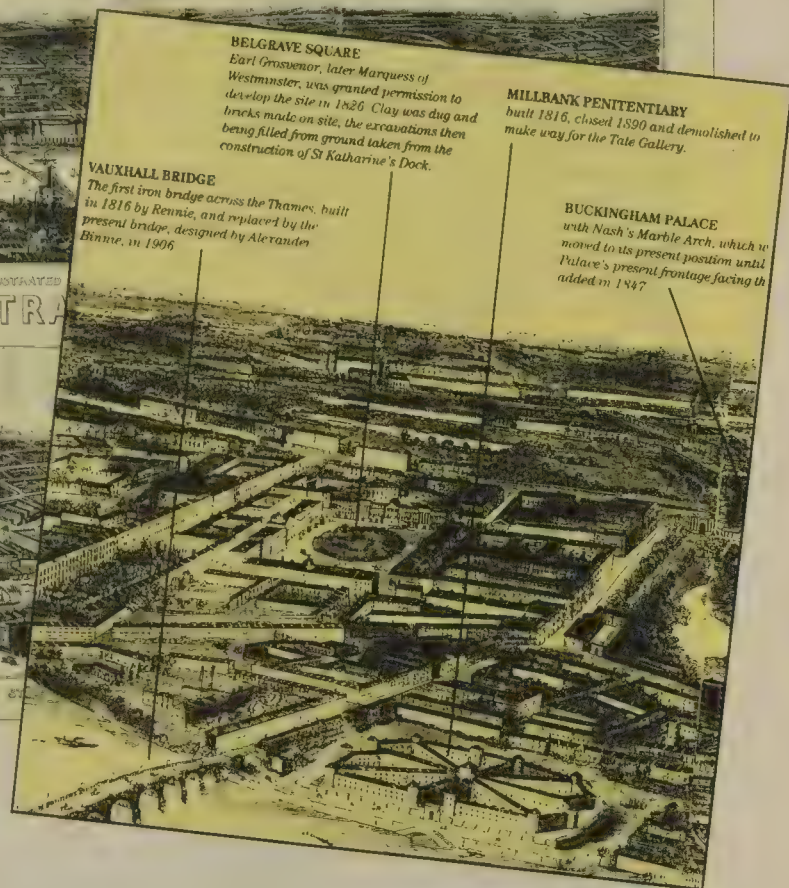 BELGRAVE SQUARE
Earl Grosvenor, later Marquess of
Westminster, was granted permission to
develop the site in 1826. Clay was dug and
bricks made on site, the excavations then
being filled from ground taken from the
construction of St Katharine's Dock.
MILLBANK PENITENTIARY
built 1816, closed 1890 and demolished to
make way for the Tate Gallery.
VAUXHALL BRIDGE
The first iron bridge across the Thames, built
in 1816 by Rennie, and replaced by the
present bridge, designed by Alexander
Binnie, in 1906
BUCKINGHAM PALACE
with Nash's Marble Arch, which w
moved to its present position until
Palace's present frontage facing th
added in 1847
TRA